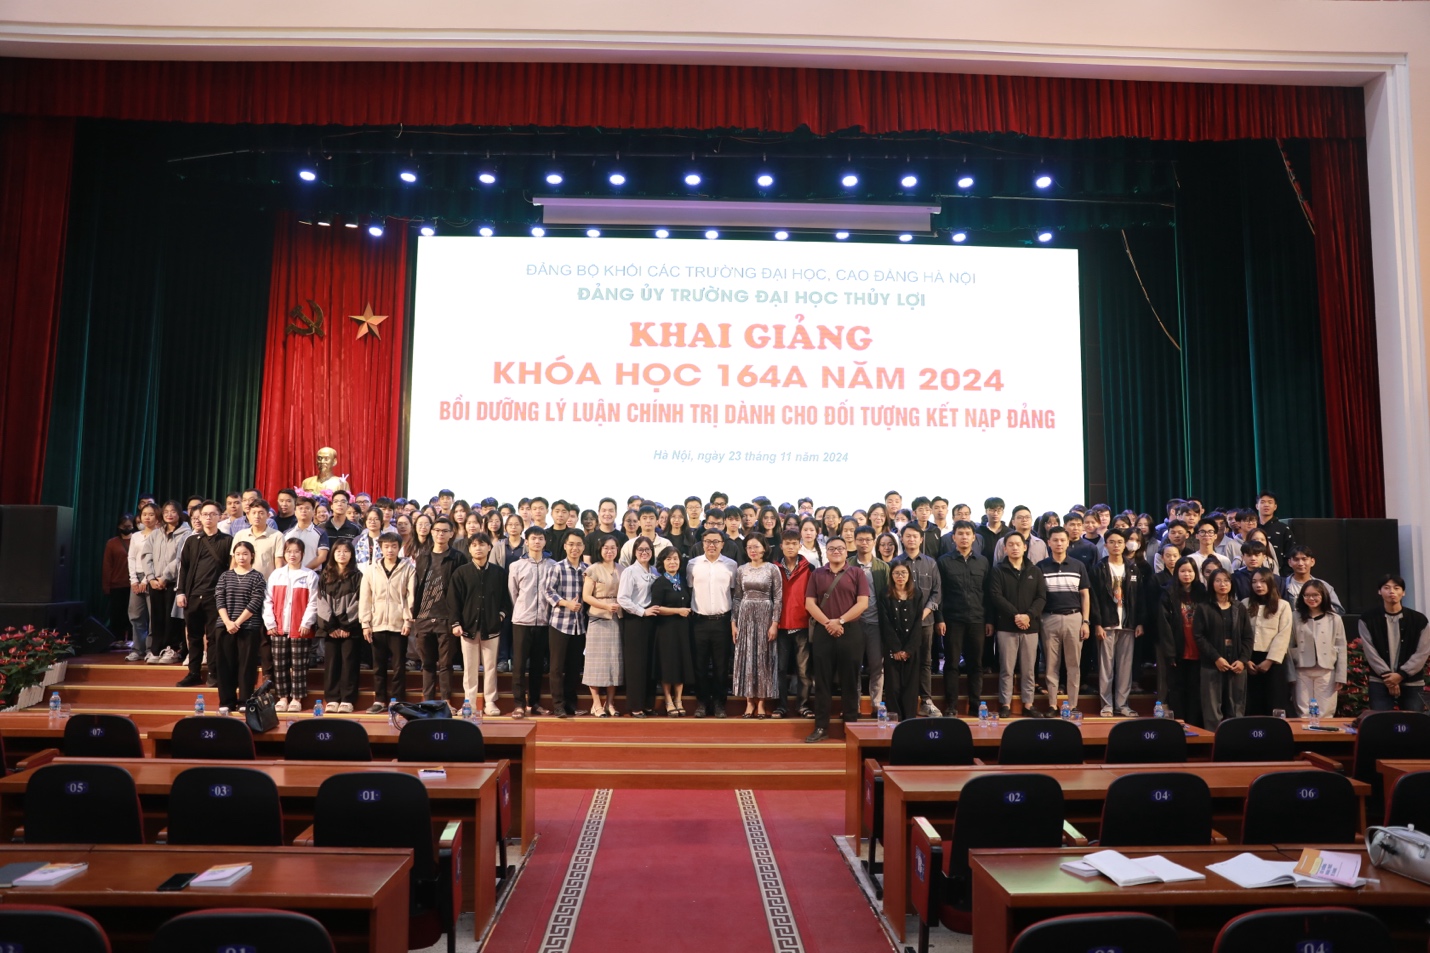 ĐẢNG BỘ KHỐI CÁC TRƯỜNG ĐẠI HỌC, CAO ĐẲNG HÀ NỘI
ĐẢNG ỦY TRƯỜNG ĐẠI HỌC THỦY LỢI
KHAI GIẢNG
KHÓA HỌC 164A NĂM 2024
BỒI DƯỠNG LÝ LUẬN CHÍNH TRỊ DÀNH CHO ĐỐI TƯỢNG KẾT NẠP ĐẢNG
Hà Nội, ngày 23 tháng 11 năm 2024
07 24 03 01 02 04 06 08 10
05 03 01 02 04 06
01 04